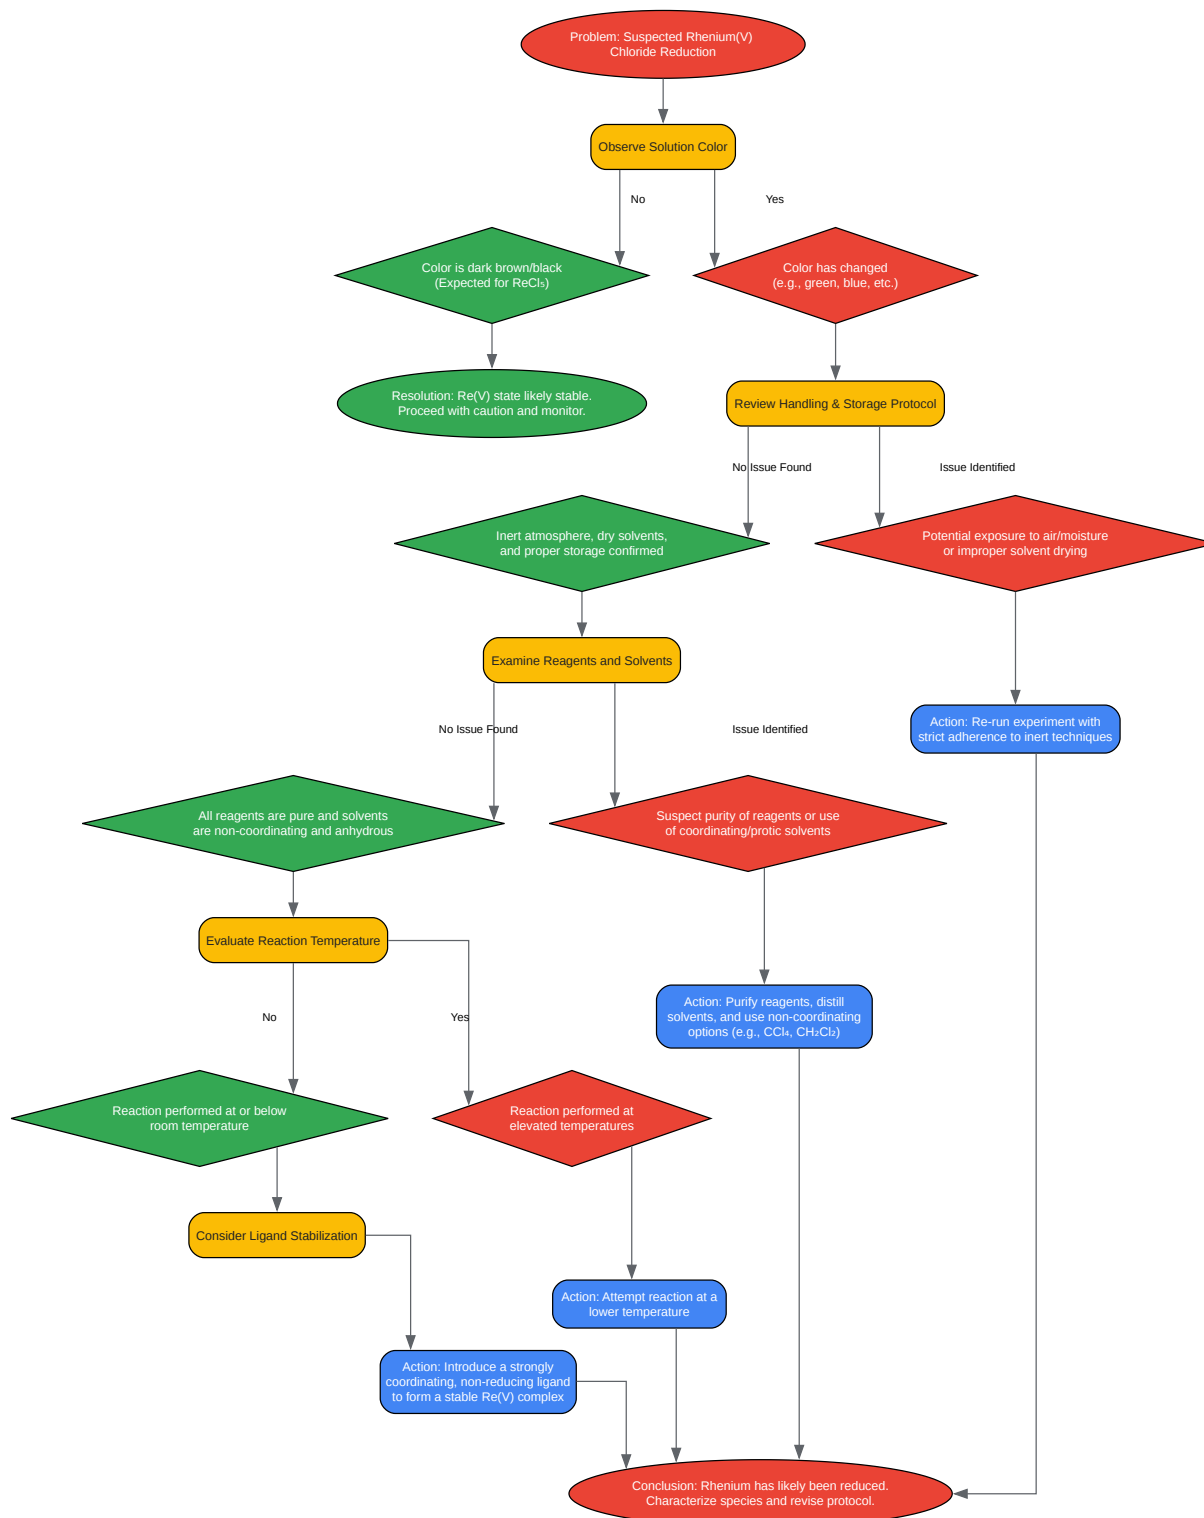 Problem: Suspected Rhenium(V)
Chloride Reduction
Observe Solution Color
No
Yes
Color is dark brown/black
(Expected for ReCl₅)
Color has changed
(e.g., green, blue, etc.)
Resolution: Re(V) state likely stable.
Proceed with caution and monitor.
Review Handling & Storage Protocol
No Issue Found
Issue Identified
Inert atmosphere, dry solvents,
and proper storage confirmed
Potential exposure to air/moisture
or improper solvent drying
Examine Reagents and Solvents
Action: Re-run experiment with
strict adherence to inert techniques
No Issue Found
Issue Identified
All reagents are pure and solvents
are non-coordinating and anhydrous
Suspect purity of reagents or use
of coordinating/protic solvents
Evaluate Reaction Temperature
Action: Purify reagents, distill
solvents, and use non-coordinating
options (e.g., CCl₄, CH₂Cl₂)
No
Yes
Reaction performed at or below
room temperature
Reaction performed at
elevated temperatures
Consider Ligand Stabilization
Action: Attempt reaction at a
lower temperature
Action: Introduce a strongly
coordinating, non-reducing ligand
to form a stable Re(V) complex
Conclusion: Rhenium has likely been reduced.
Characterize species and revise protocol.